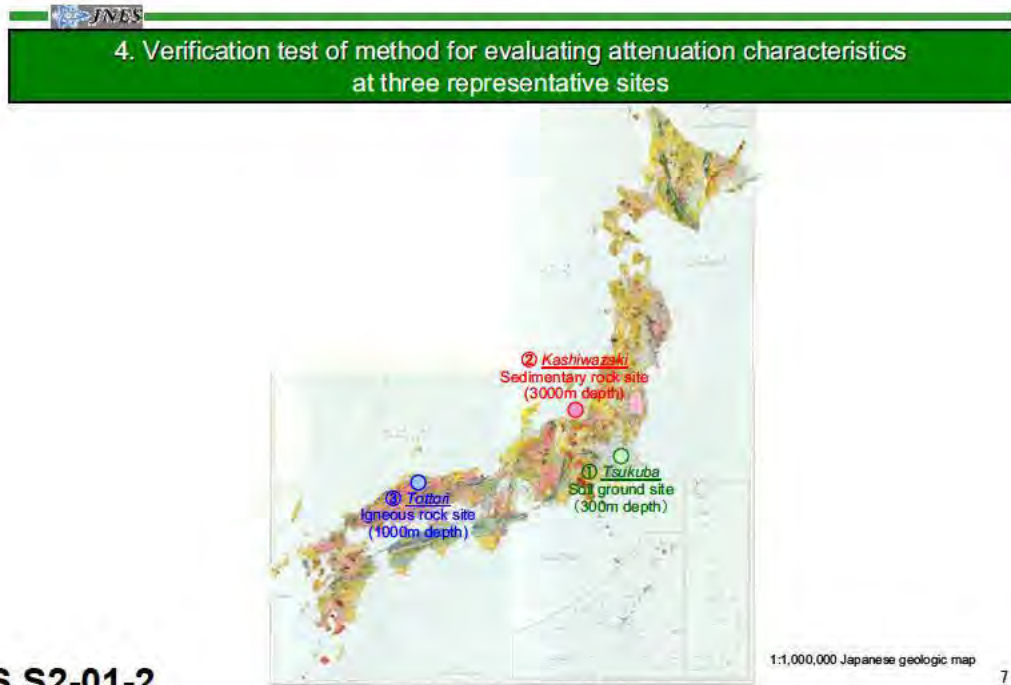 JNES
4. Verification test of method for evaluating attenuation characteristics
at three representative sites
② Kashiwazaki
Sedimentary rock site
(3000m depth)
① Tsukuba
Soil ground site
(300m depth)
③ Tottori
Igneous rock site
(1000m depth)
1:1,000,000 Japanese geologic map
7
S2-01-2